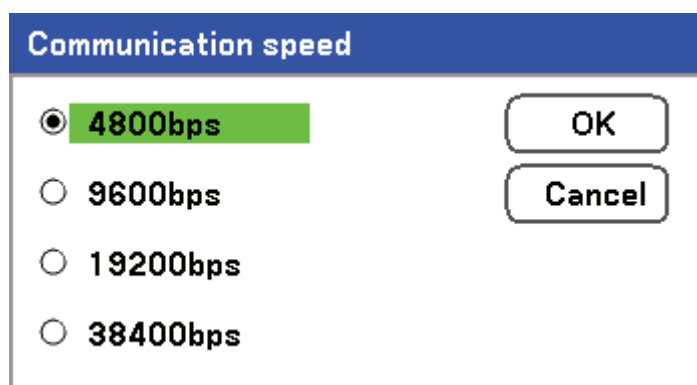 Communication speed
4800bps
OK
9600bps
Cancel
19200bps
38400bps